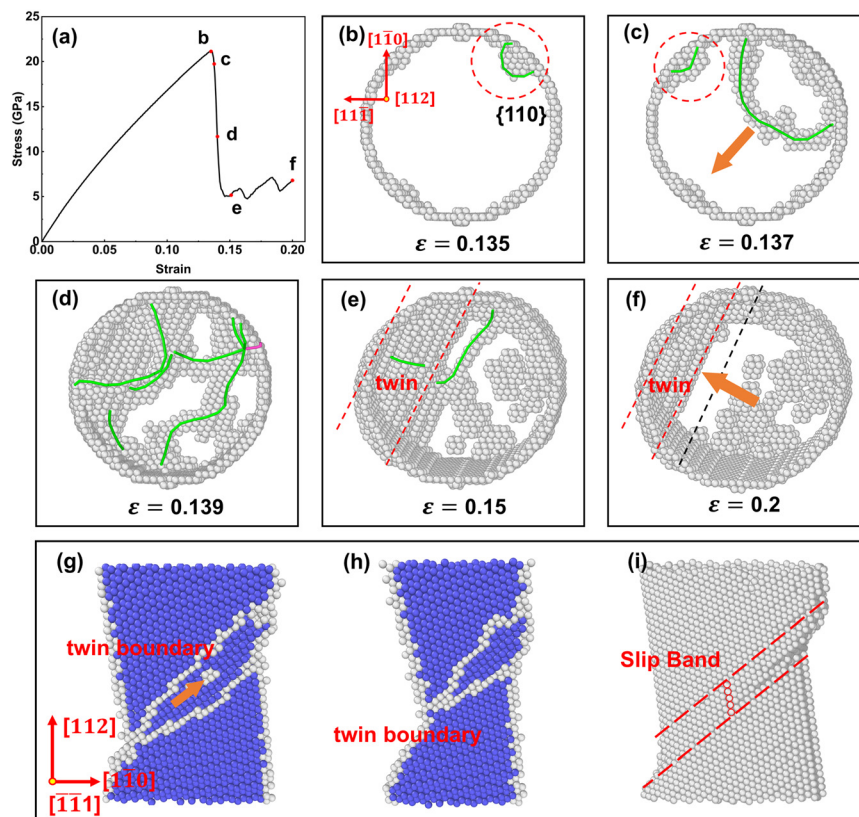 (a)
b
c
d
e
f
25
20
15
10
5
0
Stress (GPa)
0.00 0.05 0.10 0.15 0.20
Strain
(b)
[11̅0]
[111̅]
[112]
{110}
ε = 0.135
(c)
ε = 0.137
(d)
ε = 0.139
(e)
twin
ε = 0.15
(f)
twin
ε = 0.2
(g)
twin boundary
[112]
[11̅0]
[1̅1̅1]
(h)
twin boundary
(i)
Slip Band